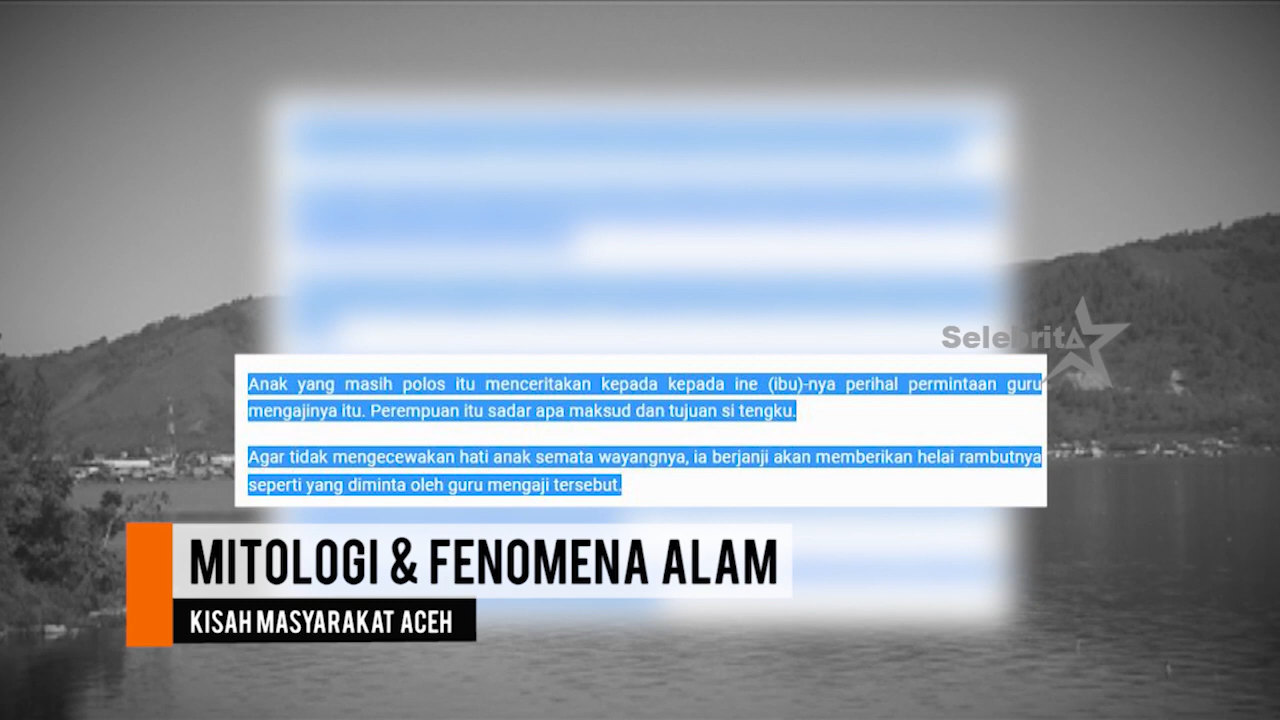 Selebrita
Anak yang masih polos itu menceritakan kepada kepada ine (ibu)-nya perihal permintaan guru
mengajinya itu. Perempuan itu sadar apa maksud dan tujuan si tengku.
Agar tidak mengecewakan hati anak semata wayangnya, ia berjanji akan memberikan helai rambutnya
seperti yang diminta oleh guru mengaji tersebut.
MITOLOGI & FENOMENA ALAM
KISAH MASYARAKAT ACEH